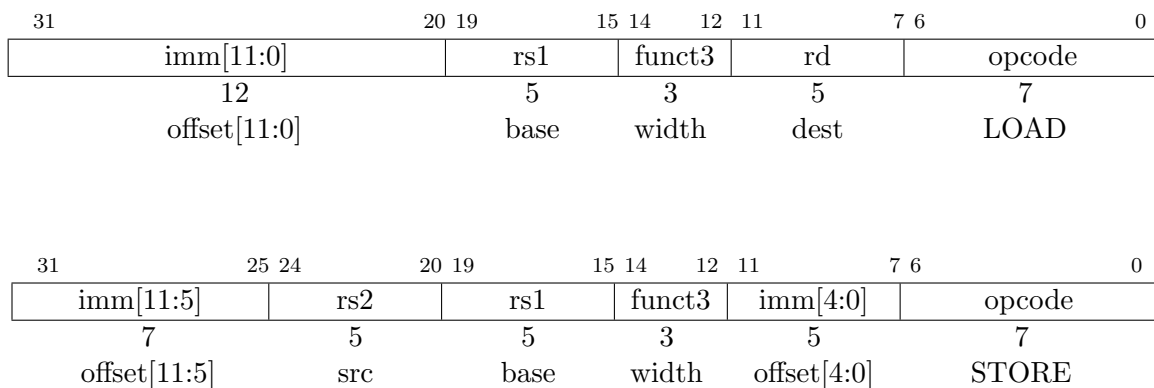 31 20 19 15 14 12 11 7 6 0
imm[11:0] rs1 funct3 rd opcode
12 5 3 5 7
offset[11:0] base width dest LOAD
31 25 24 20 19 15 14 12 11 7 6 0
imm[11:5] rs2 rs1 funct3 imm[4:0] opcode
7 5 5 3 5 7
offset[11:5] src base width offset[4:0] STORE